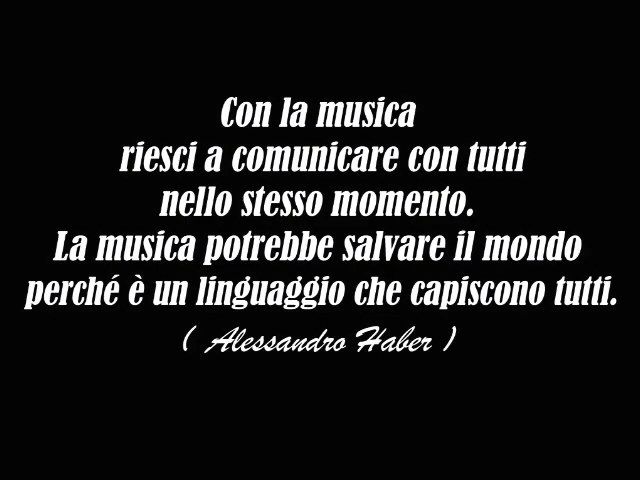 Con la musica
riesci a comunicare con tutti
nello stesso momento.
La musica potrebbe salvare il mondo
perché è un linguaggio che capiscono tutti.
( Alessandro Haber )